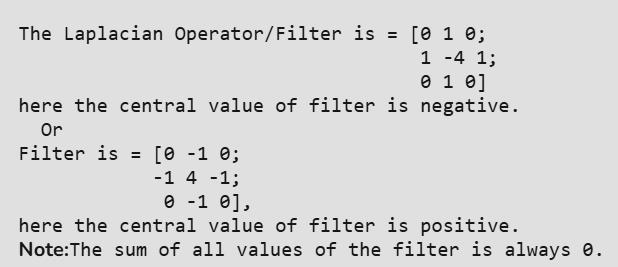 The Laplacian Operator/Filter is = [0 1 0;
1 -4 1;
0 1 0]
here the central value of filter is negative.
Or
Filter is = [0 -1 0;
-1 4 -1;
0 -1 0],
here the central value of filter is positive.
Note:The sum of all values of the filter is always 0.